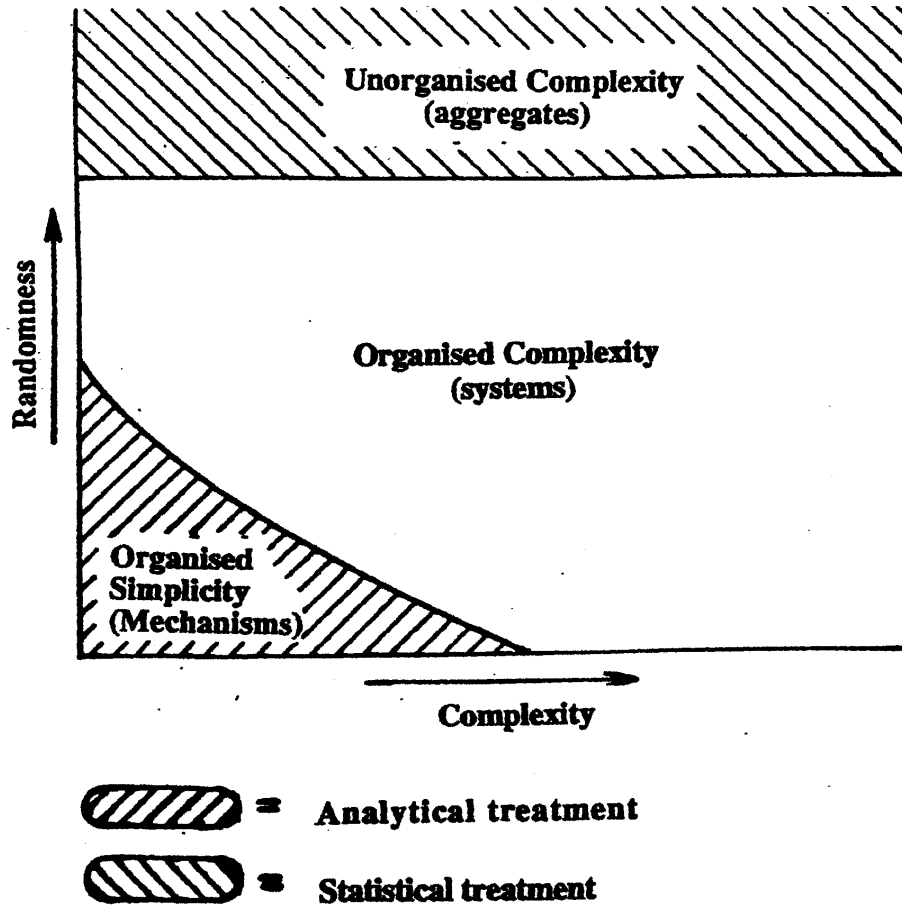 Unorganised Complexity
(aggregates)
Randomness
Organised Complexity
(systems)
Organised
Simplicity
(Mechanisms)
Complexity
= Analytical treatment
= Statistical treatment